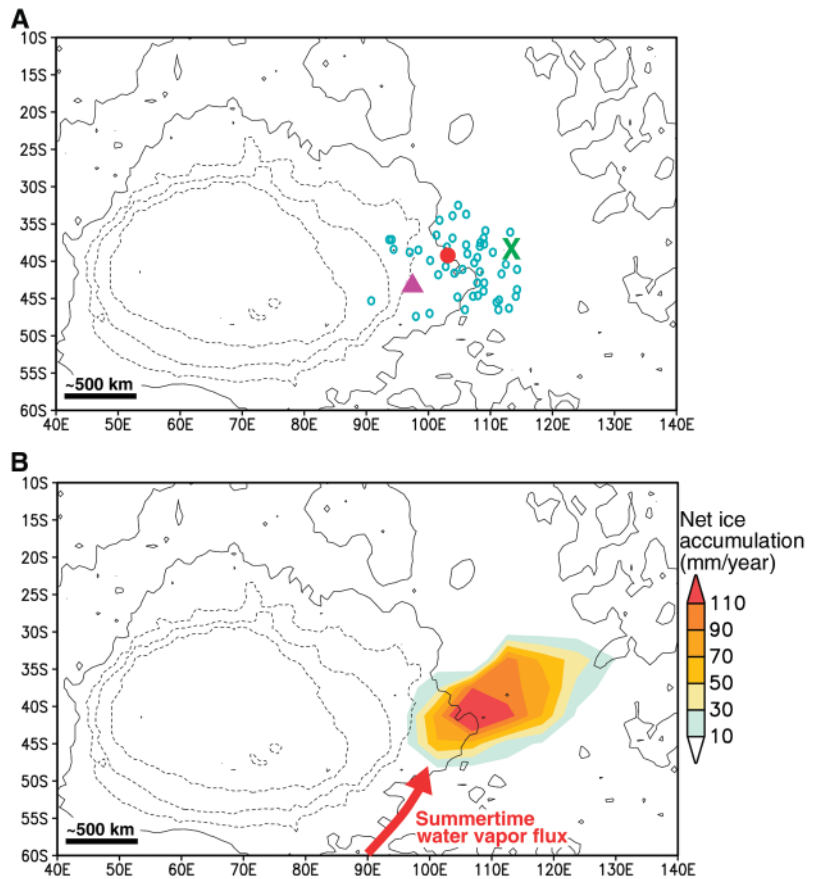 A
10S
15S
20S
25S
30S
35S
40S
45S
50S
55S
60S
X
~500 km
40E 50E 60E 70E 80E 90E 100E 110E 120E 130E 140E
B
10S
15S
20S
25S
30S
35S
40S
45S
50S
55S
60S
~500 km
Summertime
water vapor flux
40E 50E 60E 70E 80E 90E 100E 110E 120E 130E 140E
Net ice
accumulation
(mm/year)
110
90
70
50
30
10